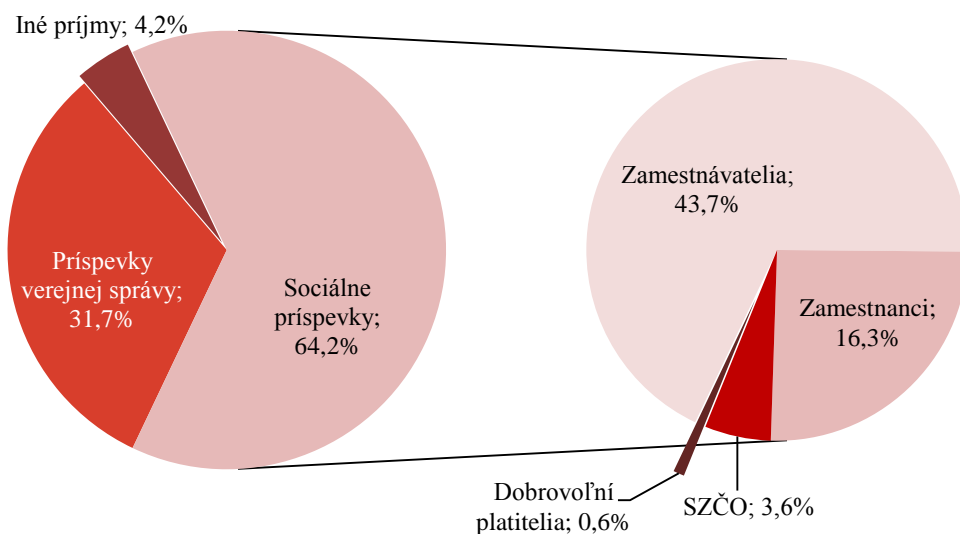 Iné príjmy; 4,2%
Príspevky
verejnej správy;
31,7%
Sociálne
príspevky;
64,2%
Zamestnávatelia;
43,7%
Zamestnanci;
16,3%
Dobrovoľní
platitelia; 0,6%
SZČO; 3,6%